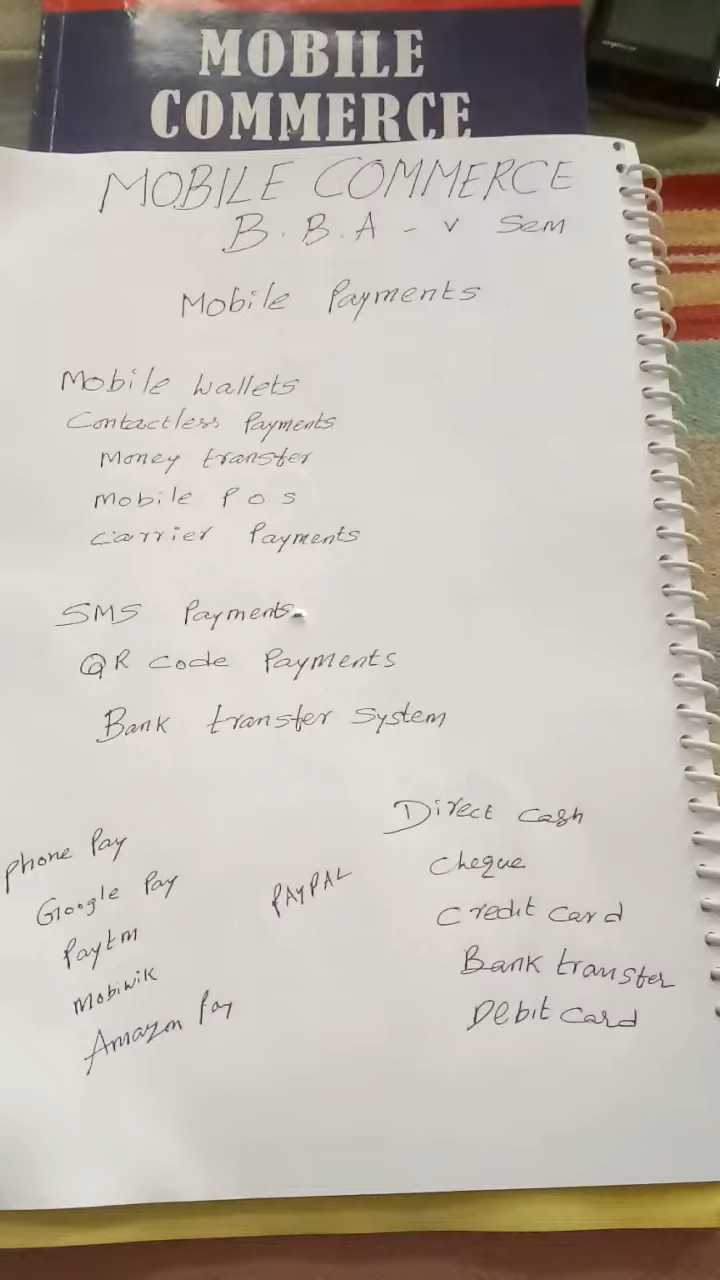 MOBILE
COMMERCE
MOBILE COMMERCE
B.B.A - V Sem
Mobile Payments
Mobile Wallets
Contactless Payments
Money transfer
Mobile POS
Carrier Payments
SMS Payments
QR code Payments
Bank transfer System
Phone Pay
Google Pay
Paytm
Mobiwik
Amazon Pay
PAYPAL
Direct cash
Cheque
Credit Card
Bank transfer
Debit Card